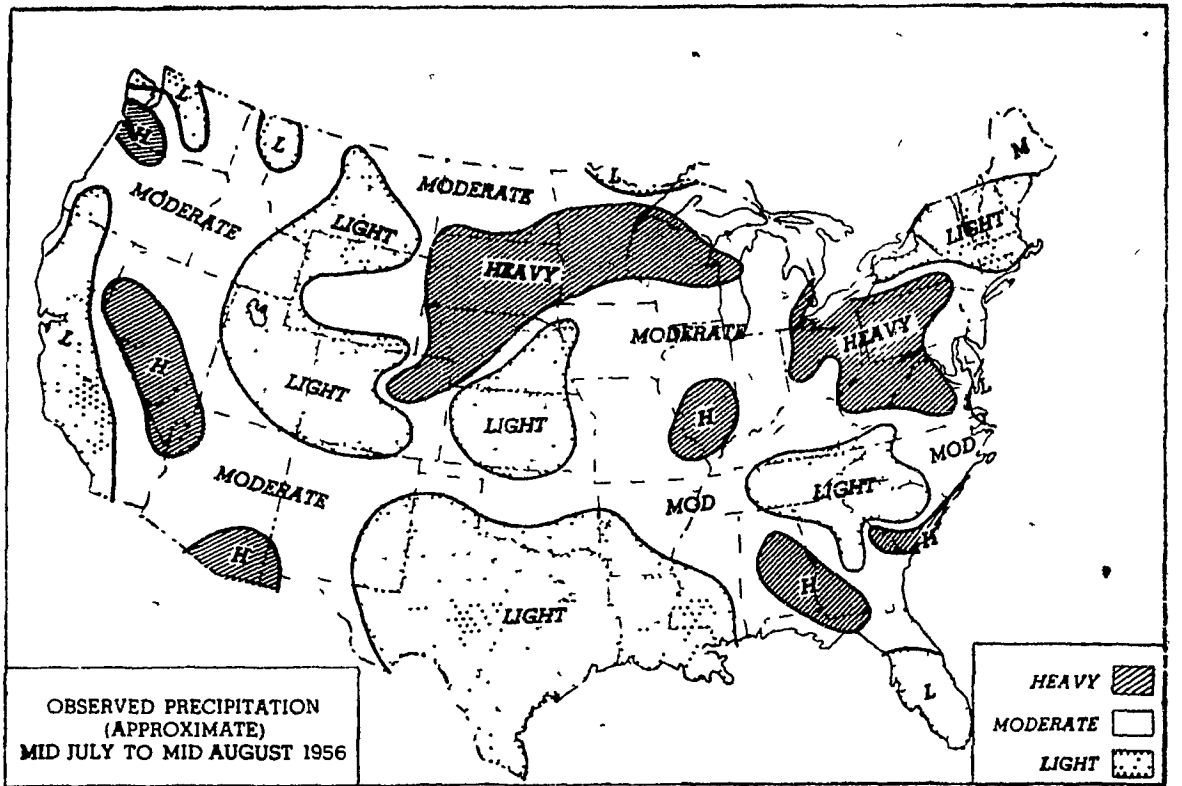 L
H
L
MODERATE
LIGHT
MODERATE
L
M
LIGHT
HEAVY
L
H
LIGHT
MODERATE
HEAVY
LIGHT
H
L
L
MODERATE
MOD
LIGHT
MOD
H
H
H
LIGHT
L
OBSERVED PRECIPITATION
(APPROXIMATE)
MID JULY TO MID AUGUST 1956
HEAVY
MODERATE
LIGHT